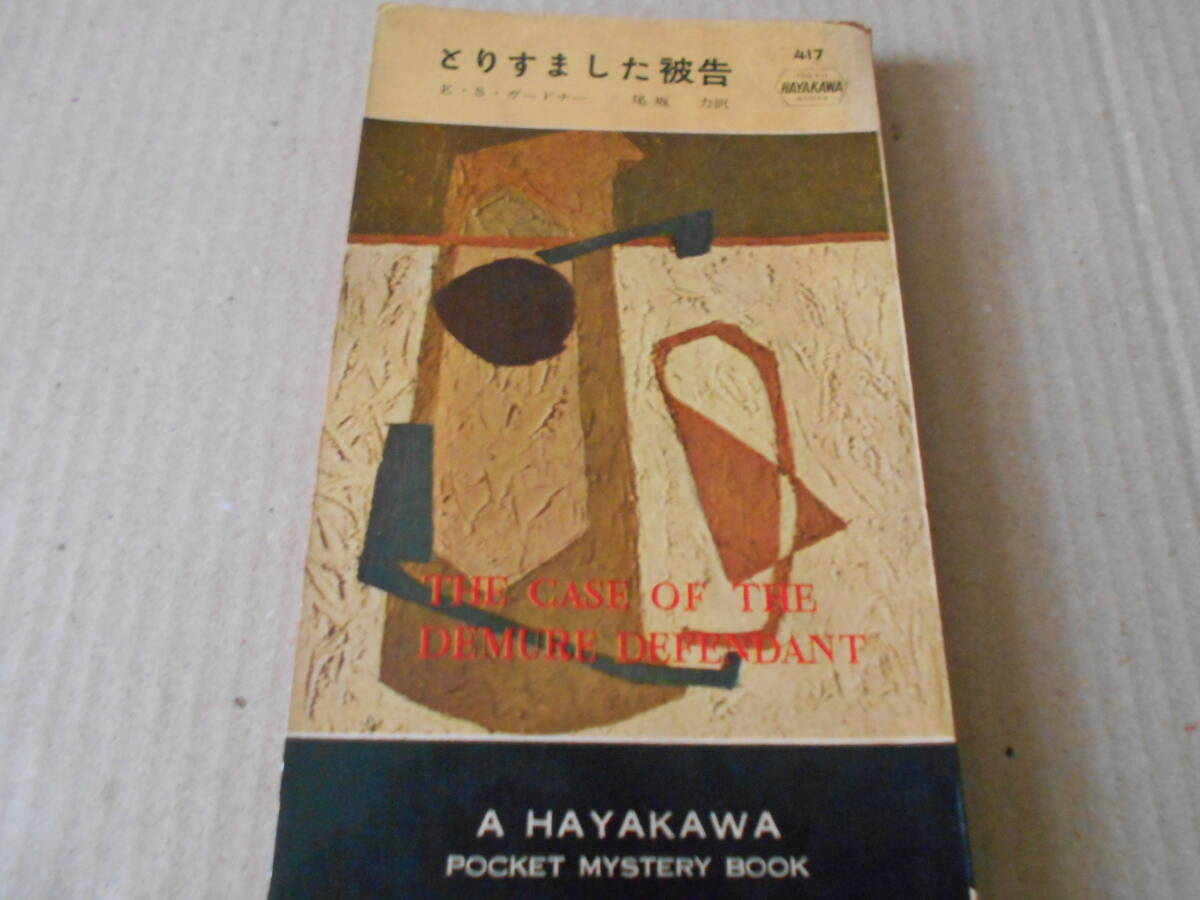 とりすました被告
417
E・S・ガードナー 尾坂 力訳
HAYAKAWA
THE CASE OF THE
DEMURE DEFENDANT
A HAYAKAWA
POCKET MYSTERY BOOK